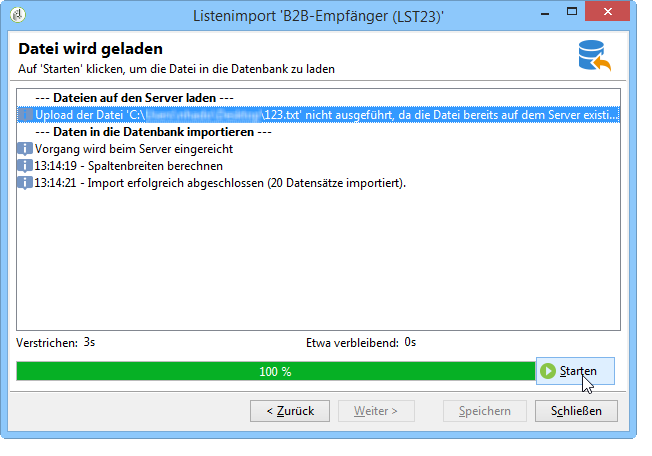 Listenimport 'B2B-Empfänger (LST23)'
Datei wird geladen
Auf 'Starten' klicken, um die Datei in die Datenbank zu laden
--- Dateien auf den Server laden ---
Upload der Datei 'C:\ \123.txt' nicht ausgeführt, da die Datei bereits auf dem Server existi...
--- Daten in die Datenbank importieren ---
Vorgang wird beim Server eingereicht
13:14:19 - Spaltenbreiten berechnen
13:14:21 - Import erfolgreich abgeschlossen (20 Datensätze importiert).
Verstrichen: 3s Etwa verbleibend: 0s
100 % Starten
< Zurück Weiter > Speichern Schließen